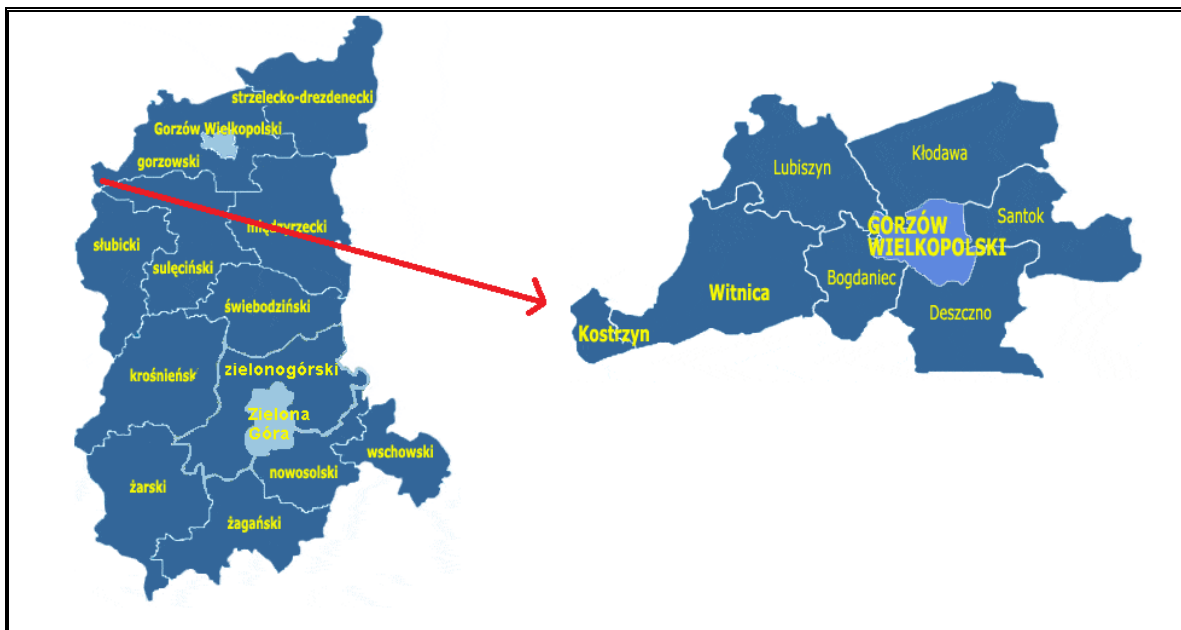 strzelecko-drezdenecki
Gorzów Wielkopolski
gorzowski
międzyrzecki
słubicki
sulęciński
świebodziński
zielonogórski
krośnieńsk
Zielona
Góra
wschowski
nowosolski
żarski
żagański
Kłodawa
Lubiszyn
Santok
GORZÓW
WIELKOPOLSKI
Bogdaniec
Witnica
Deszczno
Kostrzyn